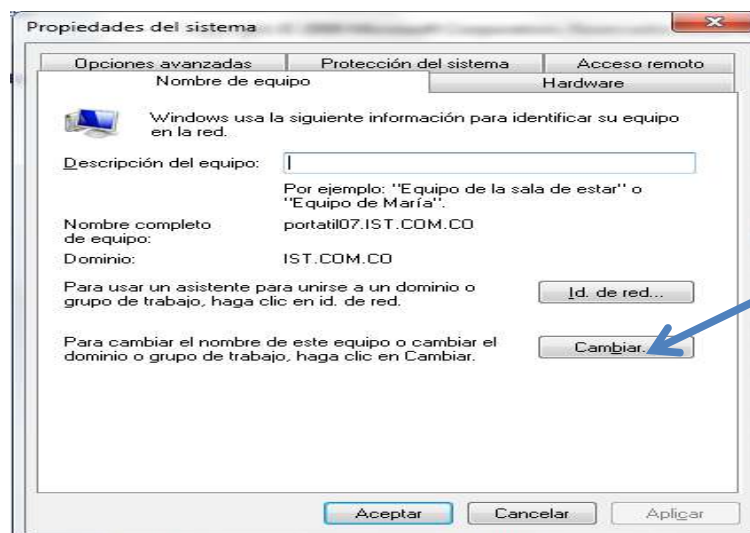 Propiedades del sistema
Opciones avanzadas
Protección del sistema
Acceso remoto
Nombre de equipo
Hardware
Windows usa la siguiente información para identificar su equipo
en la red.
Descripción del equipo:
Por ejemplo: "Equipo de la sala de estar" o
"Equipo de María".
Nombre completo
de equipo:
portatil07.IST.COM.CO
Dominio:
IST.COM.CO
Para usar un asistente para unirse a un dominio o
grupo de trabajo, haga clic en id. de red.
Id. de red...
Para cambiar el nombre de este equipo o cambiar el
dominio o grupo de trabajo, haga clic en Cambiar.
Cambiar.
Aceptar
Cancelar
Aplicar